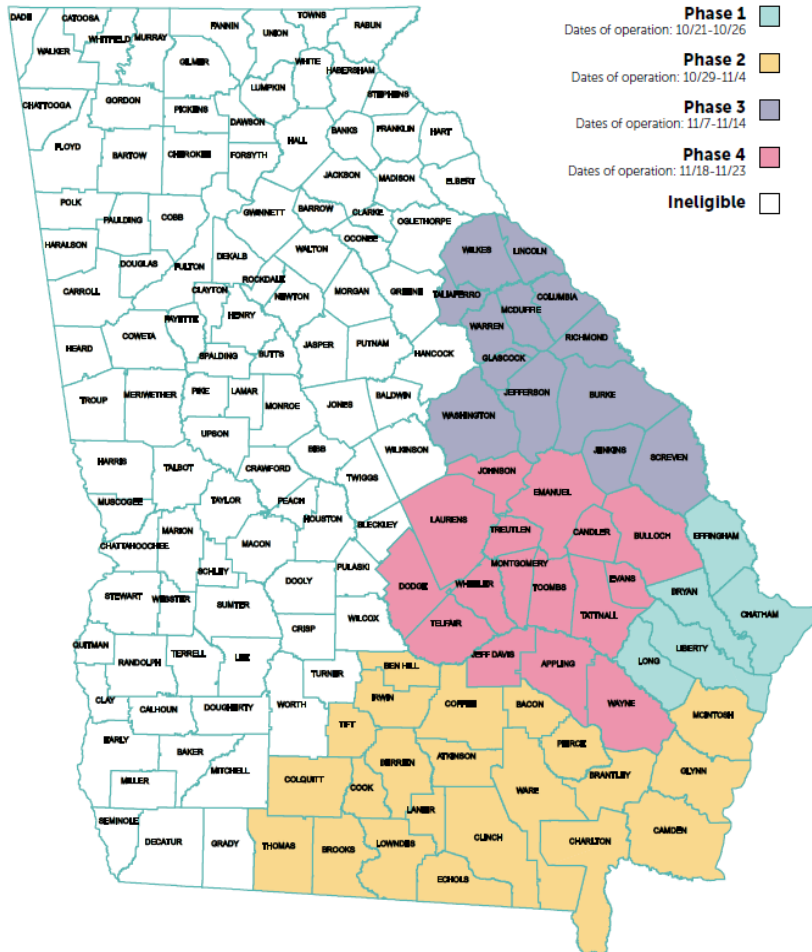 Phase 1
Dates of operation: 10/21-10/26
Phase 2
Dates of operation: 10/29-11/4
Phase 3
Dates of operation: 11/7-11/14
Phase 4
Dates of operation: 11/18-11/23
Ineligible
DADE
CATOOSA
WHITFIELD
MURRAY
FANNIN
TOWNS
UNION
RABUN
WALKER
GILMER
WHITE
HABERSHAM
LUMPKIN
STEPHENS
CHATTOOGA
GORDON
PICKENS
DAWSON
BANKS
FRANKLIN
HART
HALL
FLOYD
BARTOW
CHEROKEE
FORSYTH
JACKSON
MADISON
ELBERT
POLK
PAULDING
COBB
GWINNETT
BARROW
CLARKE
OGLETHORPE
OCONEE
HARALSON
DOUGLAS
FULTON
DEKALB
WALTON
WILKES
LINCOLN
ROCKDALE
CARROLL
CLAYTON
NEWTON
MORGAN
GREENE
TALIAFERRO
COLUMBIA
MCDUFFIE
FAYETTE
HENRY
WARREN
HEARD
COWETA
SPALDING
BUTTS
JASPER
PUTNAM
HANCOCK
GLASCOCK
RICHMOND
TROUP
MERIWETHER
PIKE
LAMAR
MONROE
JONES
BALDWIN
WASHINGTON
JEFFERSON
BURKE
UPSON
HARRIS
TALBOT
CRAWFORD
BIBB
WILKINSON
JENKINS
SCREVEN
TWIGGS
JOHNSON
EMANUEL
MUSCOGEE
TAYLOR
PEACH
HOUSTON
LAURENS
BLECKLEY
TREUTLEN
CANDLER
BULLOCH
EFFINGHAM
MARION
CHATTAHOOCHEE
MACON
SCHLEY
DOOLY
PULASKI
DODGE
WHEELER
MONTGOMERY
TOOMBS
EVANS
BRYAN
CHATHAM
STEWART
WEBSTER
SUMTER
CRISP
WILCOX
TELFAIR
TATTNALL
LIBERTY
LONG
QUITMAN
RANDOLPH
TERRELL
LEE
TURNER
BEN HILL
JEFF DAVIS
APPLING
WAYNE
CLAY
CALHOUN
DOUGHERTY
WORTH
IRWIN
COFFEE
BACON
MCINTOSH
TIFT
EARLY
BAKER
MITCHELL
MILLER
COLQUITT
BERRIEN
ATKINSON
PIERCE
BRANTLEY
GLYNN
COOK
LANIER
WARE
SEMINOLE
DECATUR
GRADY
THOMAS
BROOKS
LOWNDES
CLINCH
CHARLTON
CAMDEN
ECHOLS